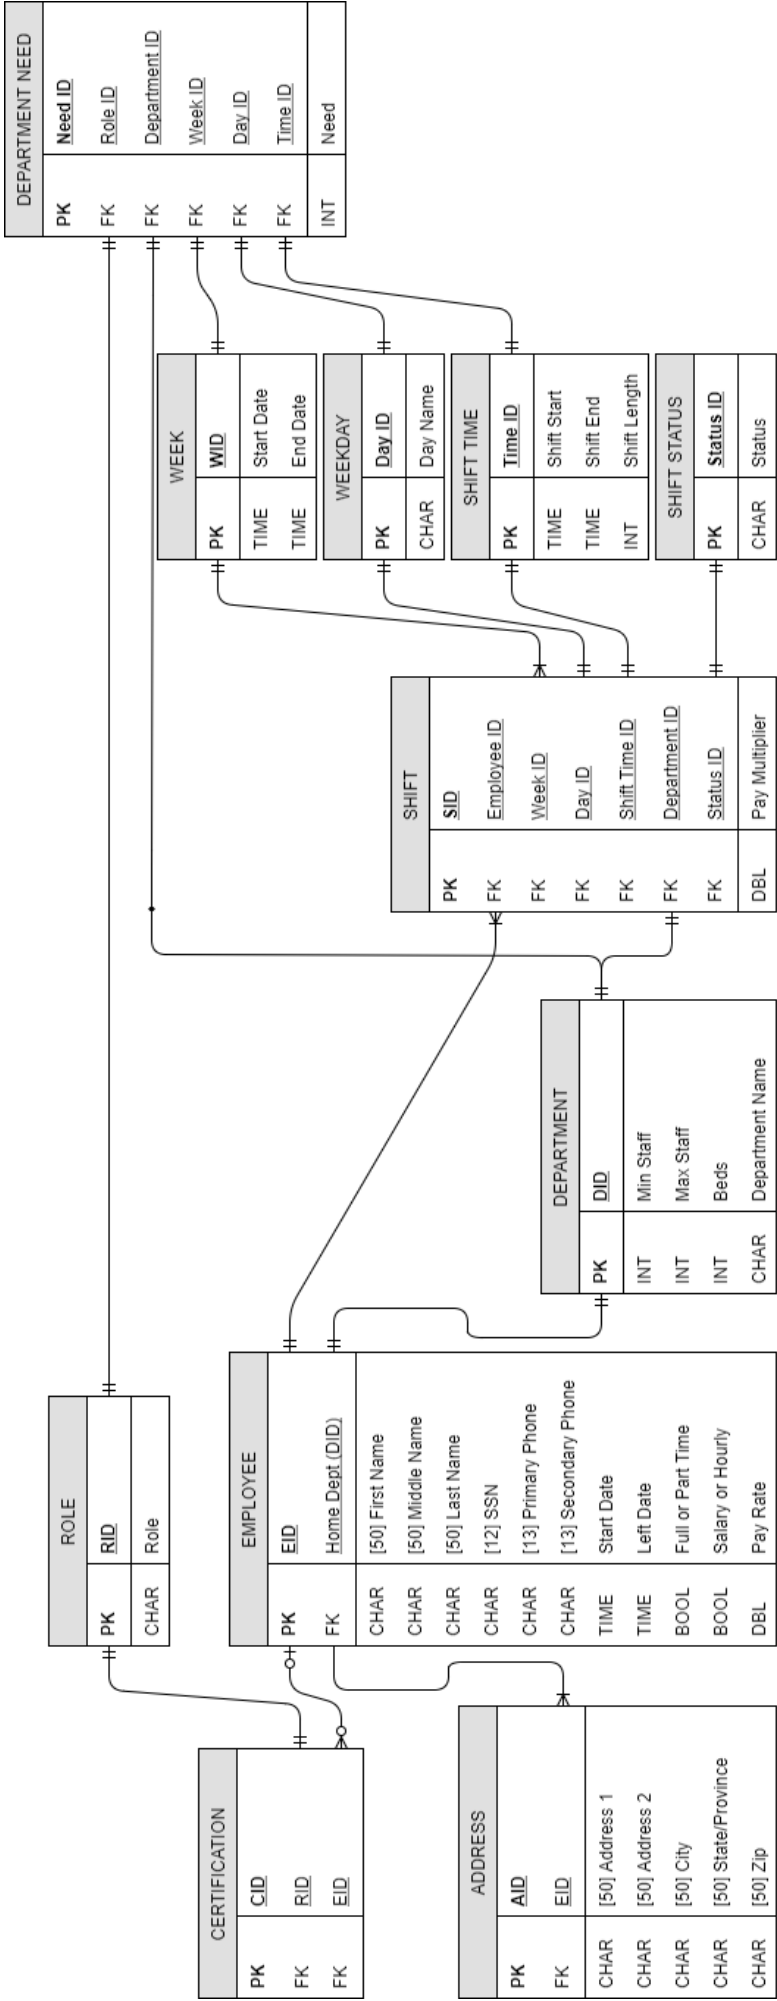 CERTIFICATION
PK CID
FK RID
FK EID
ADDRESS
PK AID
FK EID
CHAR [50] Address 1
CHAR [50] Address 2
CHAR [50] City
CHAR [50] State/Province
CHAR [50] Zip
ROLE
PK RID
CHAR Role
EMPLOYEE
PK EID
FK Home Dept (DID)
CHAR [50] First Name
CHAR [50] Middle Name
CHAR [50] Last Name
CHAR [12] SSN
CHAR [13] Primary Phone
CHAR [13] Secondary Phone
TIME Start Date
TIME Left Date
BOOL Full or Part Time
BOOL Salary or Hourly
DBL Pay Rate
DEPARTMENT
PK DID
INT Min Staff
INT Max Staff
INT Beds
CHAR Department Name
SHIFT
PK SID
FK Employee ID
FK Week ID
FK Day ID
FK Shift Time ID
FK Department ID
FK Status ID
DBL Pay Multiplier
WEEK
PK WID
TIME Start Date
TIME End Date
WEEKDAY
PK Day ID
CHAR Day Name
SHIFT TIME
PK Time ID
TIME Shift Start
TIME Shift End
INT Shift Length
SHIFT STATUS
PK Status ID
CHAR Status
DEPARTMENT NEED
PK Need ID
FK Role ID
FK Department ID
FK Week ID
FK Day ID
FK Time ID
INT Need